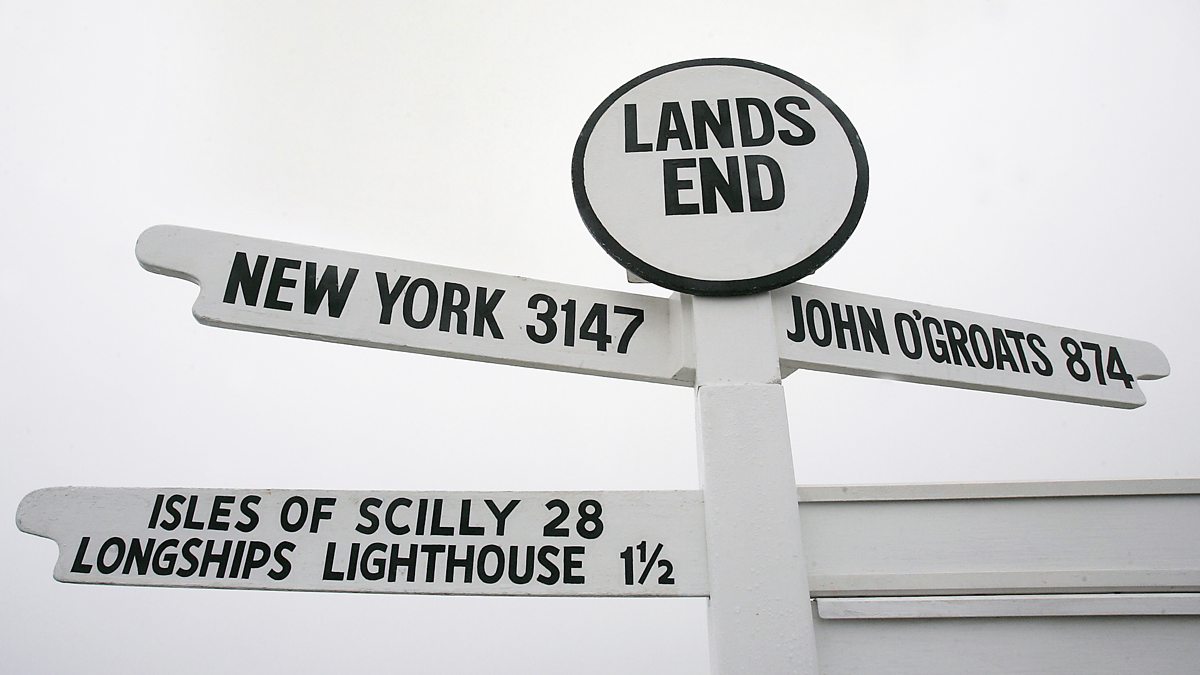 LANDS
END
NEW YORK 3147
JOHN O'GROATS 874
ISLES OF SCILLY 28
LONGSHIPS LIGHTHOUSE 1½